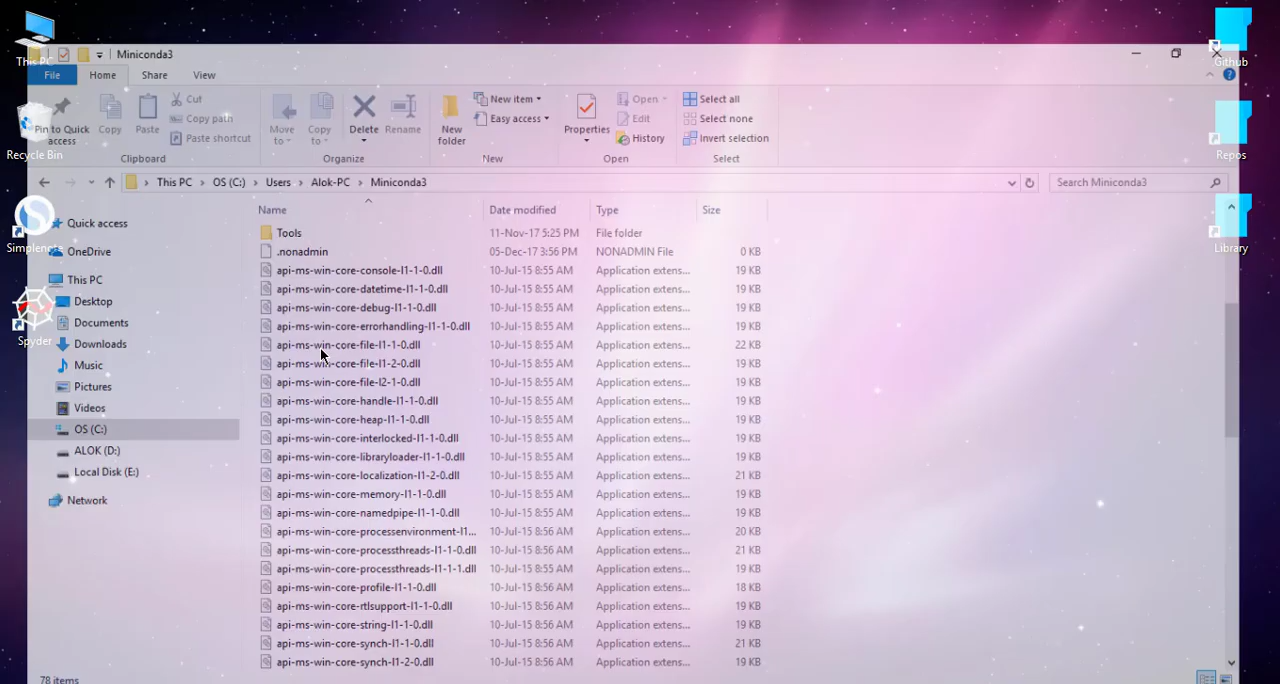 This PC
Recycle Bin
Simplenote
Spyder
Github
Repos
Library
Miniconda3
File Home Share View
Pin to Quick access
Copy
Paste
Cut
Copy path
Paste shortcut
Clipboard
Move to
Copy to
Delete
Rename
Organize
New folder
New item
Easy access
New
Properties
Open
Edit
History
Open
Select all
Select none
Invert selection
Select
This PC > OS (C:) > Users > Alok-PC > Miniconda3
Search Miniconda3
Quick access
OneDrive
This PC
Desktop
Documents
Downloads
Music
Pictures
Videos
OS (C:)
ALOK (D:)
Local Disk (E:)
Network
Name Date modified Type Size
Tools 11-Nov-17 5:25 PM File folder
.nonadmin 05-Dec-17 3:56 PM NONADMIN File 0 KB
api-ms-win-core-console-l1-1-0.dll 10-Jul-15 8:55 AM Application extens... 19 KB
api-ms-win-core-datetime-l1-1-0.dll 10-Jul-15 8:55 AM Application extens... 19 KB
api-ms-win-core-debug-l1-1-0.dll 10-Jul-15 8:55 AM Application extens... 19 KB
api-ms-win-core-errorhandling-l1-1-0.dll 10-Jul-15 8:55 AM Application extens... 19 KB
api-ms-win-core-file-l1-1-0.dll 10-Jul-15 8:55 AM Application extens... 22 KB
api-ms-win-core-file-l1-2-0.dll 10-Jul-15 8:55 AM Application extens... 19 KB
api-ms-win-core-file-l2-1-0.dll 10-Jul-15 8:55 AM Application extens... 19 KB
api-ms-win-core-handle-l1-1-0.dll 10-Jul-15 8:55 AM Application extens... 19 KB
api-ms-win-core-heap-l1-1-0.dll 10-Jul-15 8:55 AM Application extens... 19 KB
api-ms-win-core-interlocked-l1-1-0.dll 10-Jul-15 8:55 AM Application extens... 19 KB
api-ms-win-core-libraryloader-l1-1-0.dll 10-Jul-15 8:55 AM Application extens... 19 KB
api-ms-win-core-localization-l1-2-0.dll 10-Jul-15 8:55 AM Application extens... 21 KB
api-ms-win-core-memory-l1-1-0.dll 10-Jul-15 8:55 AM Application extens... 19 KB
api-ms-win-core-namedpipe-l1-1-0.dll 10-Jul-15 8:55 AM Application extens... 19 KB
api-ms-win-core-processenvironment-l1... 10-Jul-15 8:56 AM Application extens... 20 KB
api-ms-win-core-processthreads-l1-1-0.dll 10-Jul-15 8:56 AM Application extens... 21 KB
api-ms-win-core-processthreads-l1-1-1.dll 10-Jul-15 8:56 AM Application extens... 19 KB
api-ms-win-core-profile-l1-1-0.dll 10-Jul-15 8:56 AM Application extens... 18 KB
api-ms-win-core-rtlsupport-l1-1-0.dll 10-Jul-15 8:56 AM Application extens... 19 KB
api-ms-win-core-string-l1-1-0.dll 10-Jul-15 8:56 AM Application extens... 19 KB
api-ms-win-core-synch-l1-1-0.dll 10-Jul-15 8:56 AM Application extens... 21 KB
api-ms-win-core-synch-l1-2-0.dll 10-Jul-15 8:56 AM Application extens... 19 KB
78 items